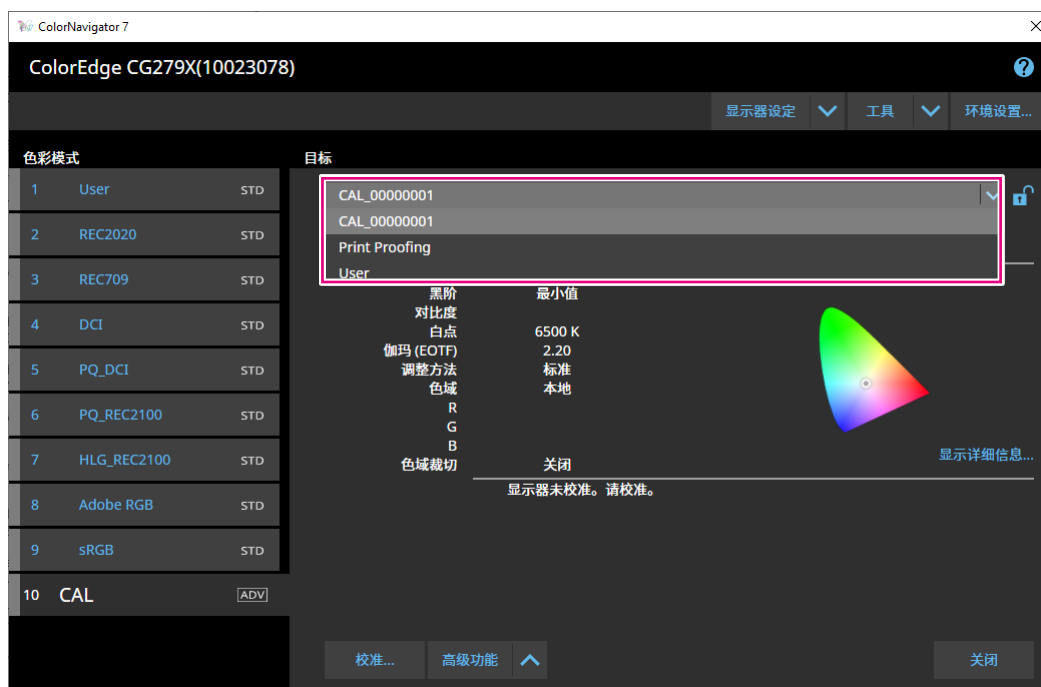 ColorNavigator 7
ColorEdge CG279X(10023078)
显示器设定
工具
环境设置...
色彩模式
目标
1 User STD
2 REC2020 STD
3 REC709 STD
4 DCI STD
5 PQ_DCI STD
6 PQ_REC2100 STD
7 HLG_REC2100 STD
8 Adobe RGB STD
9 sRGB STD
10 CAL ADV
CAL_00000001
CAL_00000001
Print Proofing
User
黑阶 最小值
对比度
白点 6500 K
伽玛 (EOTF) 2.20
调整方法 标准
色域 本地
R
G
B
色域裁切 关闭
显示详细信息...
显示器未校准。请校准。
校准...
高级功能
关闭